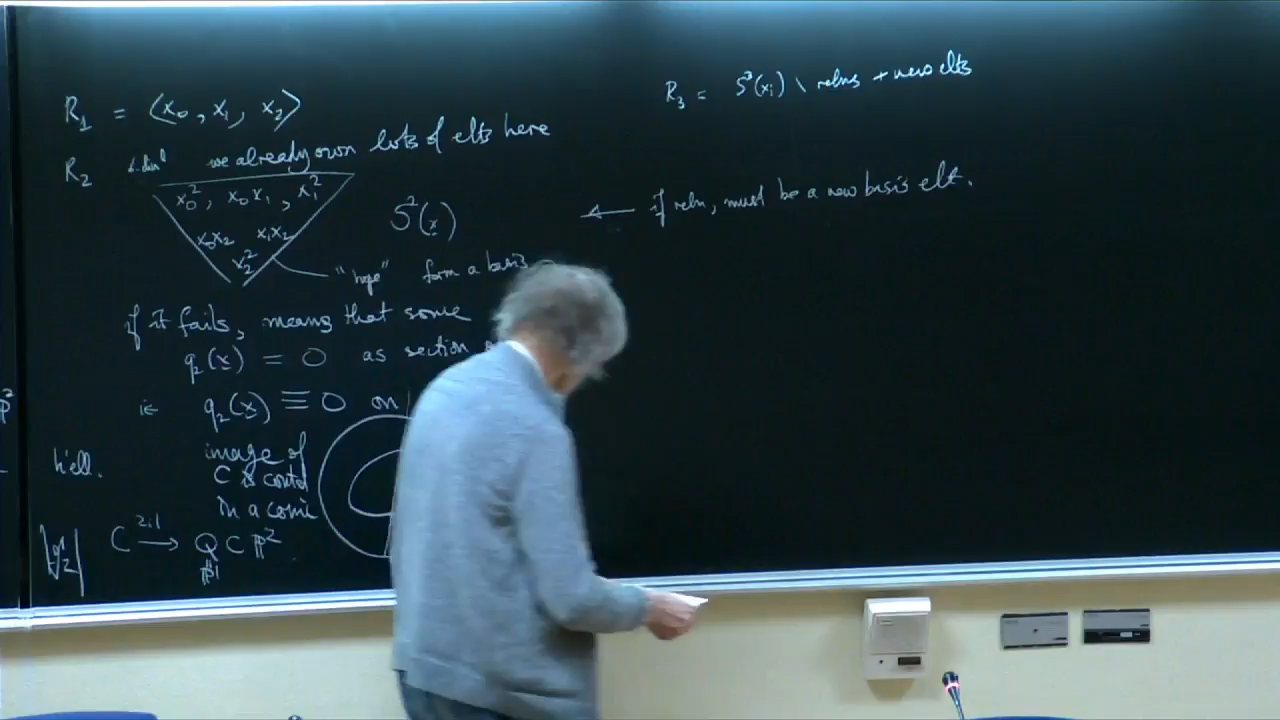 R₁ = ⟨x₀, x₁, x₂⟩
R₂ 6-diml we already own lots of elts here
x₀², x₀x₁, x₁²
x₀x₂ x₁x₂
x₂²
S²(x)
"hope" form a basis
if it fails, means that some
q₂(x) = 0 as section
ie q₂(x) ≡ 0 on
image of
C is contd
in a conic
h'ell.
|g¹₂| C 2:1 → Q ⊂ P²
P¹
P²
R₃ = S³(xᵢ) \ relns + new elts
← if reln, must be a new basis elt.